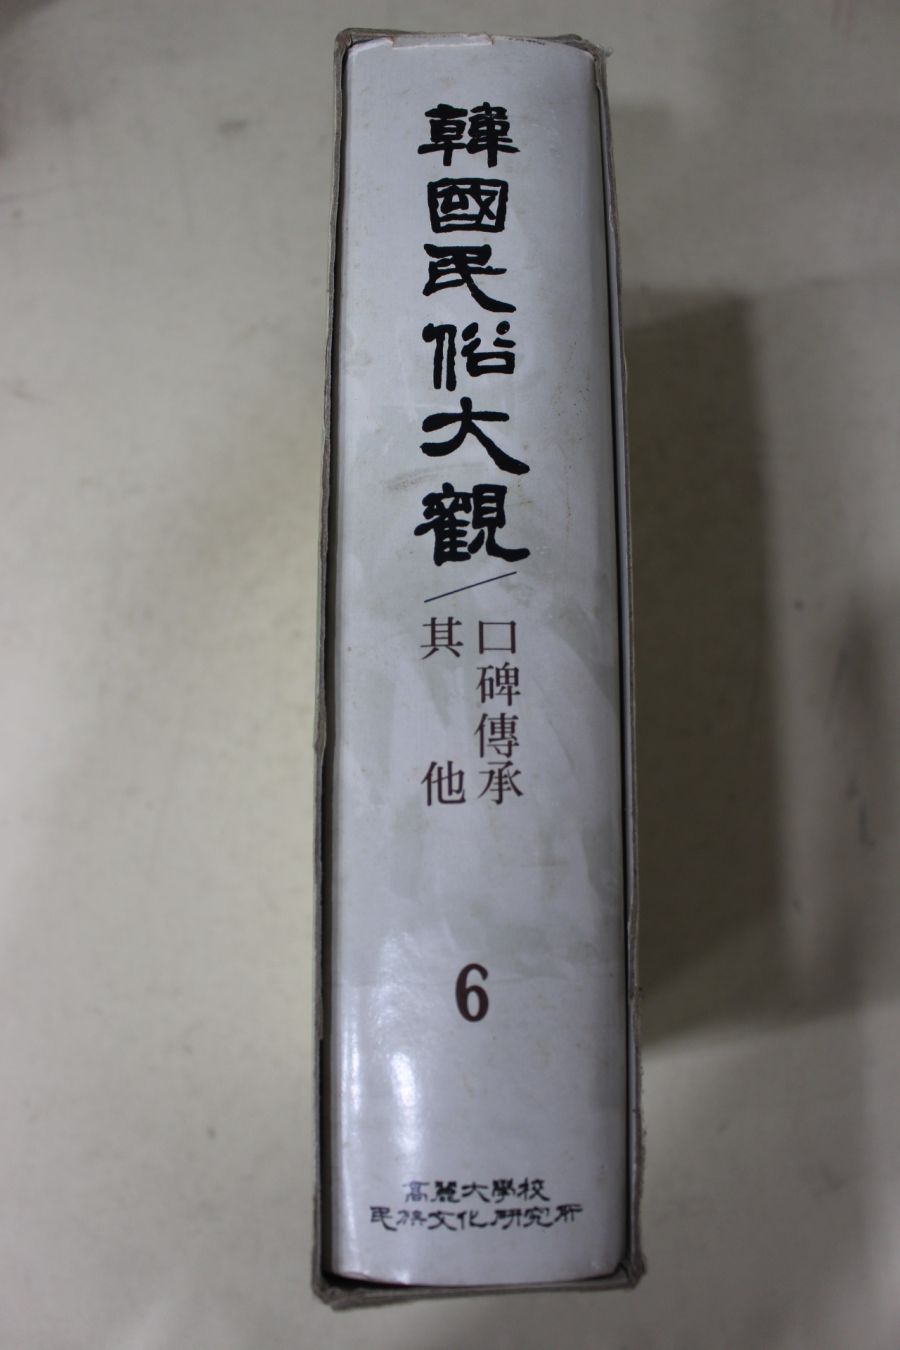 韓國民俗大觀
口碑傳承
其他
6
高麗大學校
民族文化硏究所